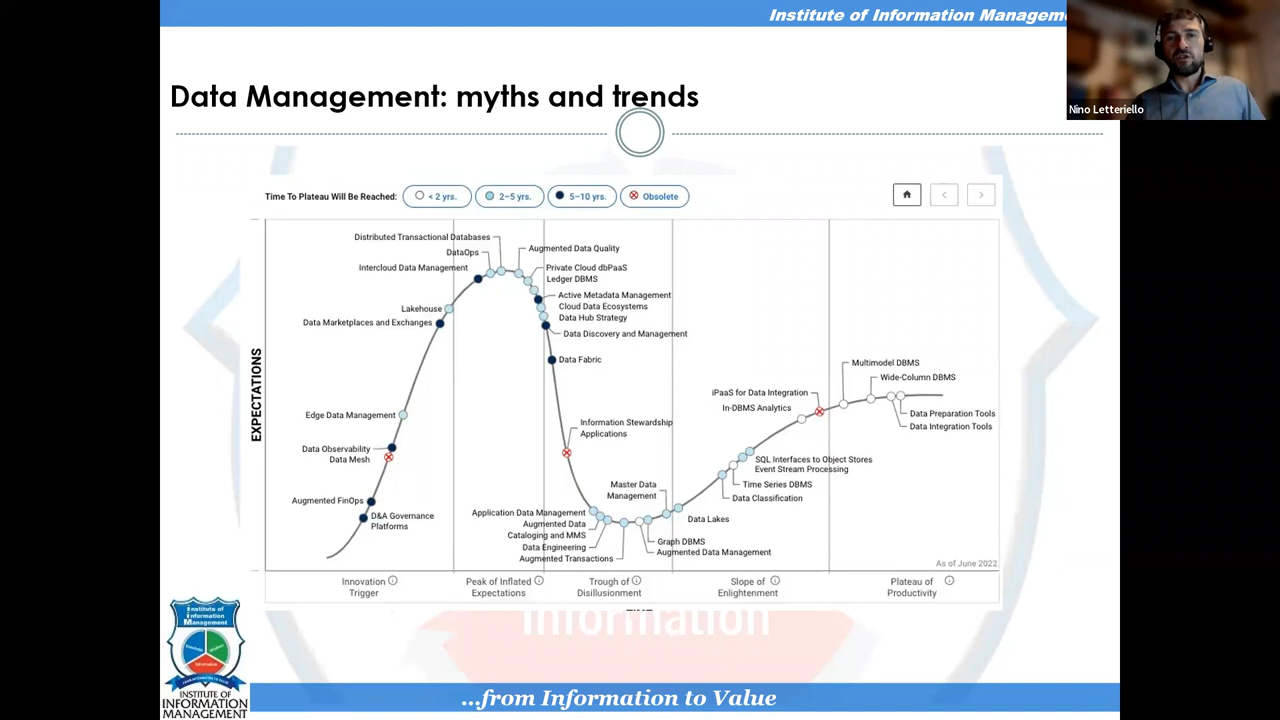 Institute of Information Managem
Nino Letteriello
Data Management: myths and trends
Time To Plateau Will Be Reached:
< 2 yrs.
2–5 yrs.
5–10 yrs.
Obsolete
EXPECTATIONS
Distributed Transactional Databases
DataOps
Intercloud Data Management
Lakehouse
Data Marketplaces and Exchanges
Edge Data Management
Data Observability
Data Mesh
Augmented FinOps
D&A Governance
Platforms
Augmented Data Quality
Private Cloud dbPaaS
Ledger DBMS
Active Metadata Management
Cloud Data Ecosystems
Data Hub Strategy
Data Discovery and Management
Data Fabric
Information Stewardship
Applications
Application Data Management
Augmented Data
Cataloging and MMS
Data Engineering
Augmented Transactions
Master Data
Management
Graph DBMS
Augmented Data Management
Data Lakes
Data Classification
Time Series DBMS
SQL Interfaces to Object Stores
Event Stream Processing
In-DBMS Analytics
iPaaS for Data Integration
Multimodel DBMS
Wide-Column DBMS
Data Preparation Tools
Data Integration Tools
As of June 2022
Innovation
Trigger
Peak of Inflated
Expectations
Trough of
Disillusionment
Slope of
Enlightenment
Plateau of
Productivity
Information
Institute of
Information
Management
INSTITUTE OF
INFORMATION
MANAGEMENT
...from Information to Value